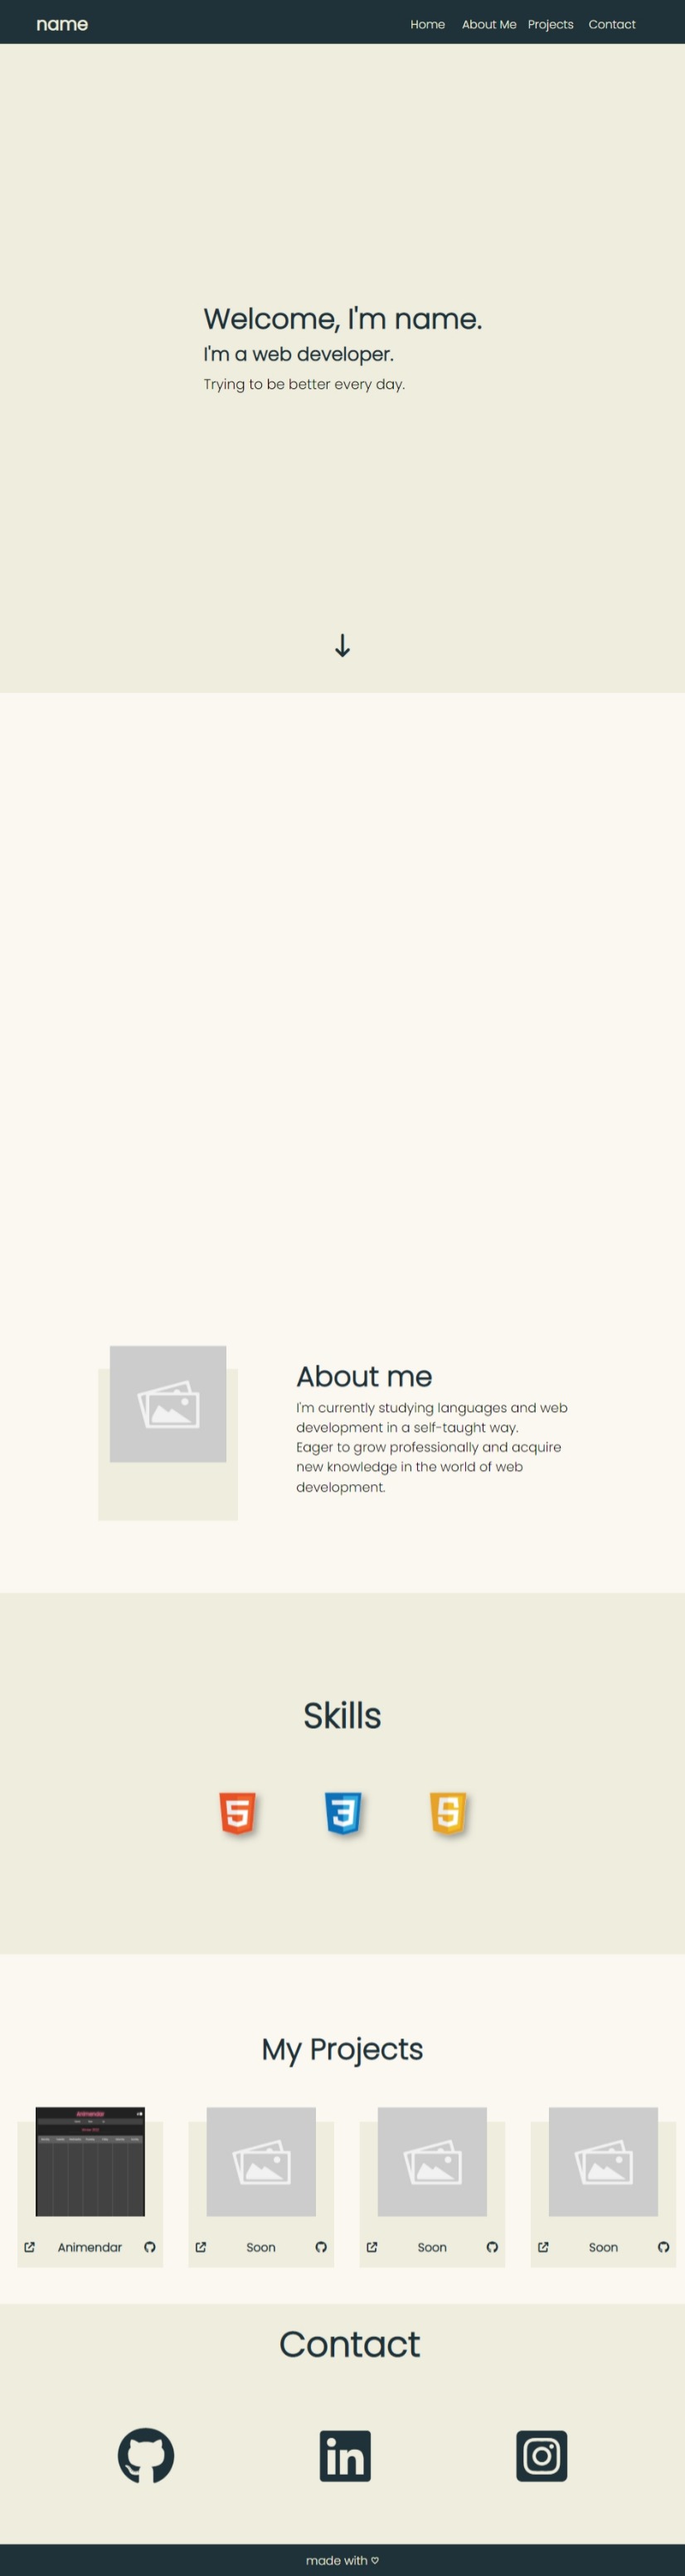 name
Home About Me Projects Contact
Welcome, I'm name.
I'm a web developer.
Trying to be better every day.
About me
I'm currently studying languages and web
development in a self-taught way.
Eager to grow professionally and acquire
new knowledge in the world of web
development.
Skills
My Projects
Animendar
Animendar
Soon
Soon
Soon
Contact
made with ♡